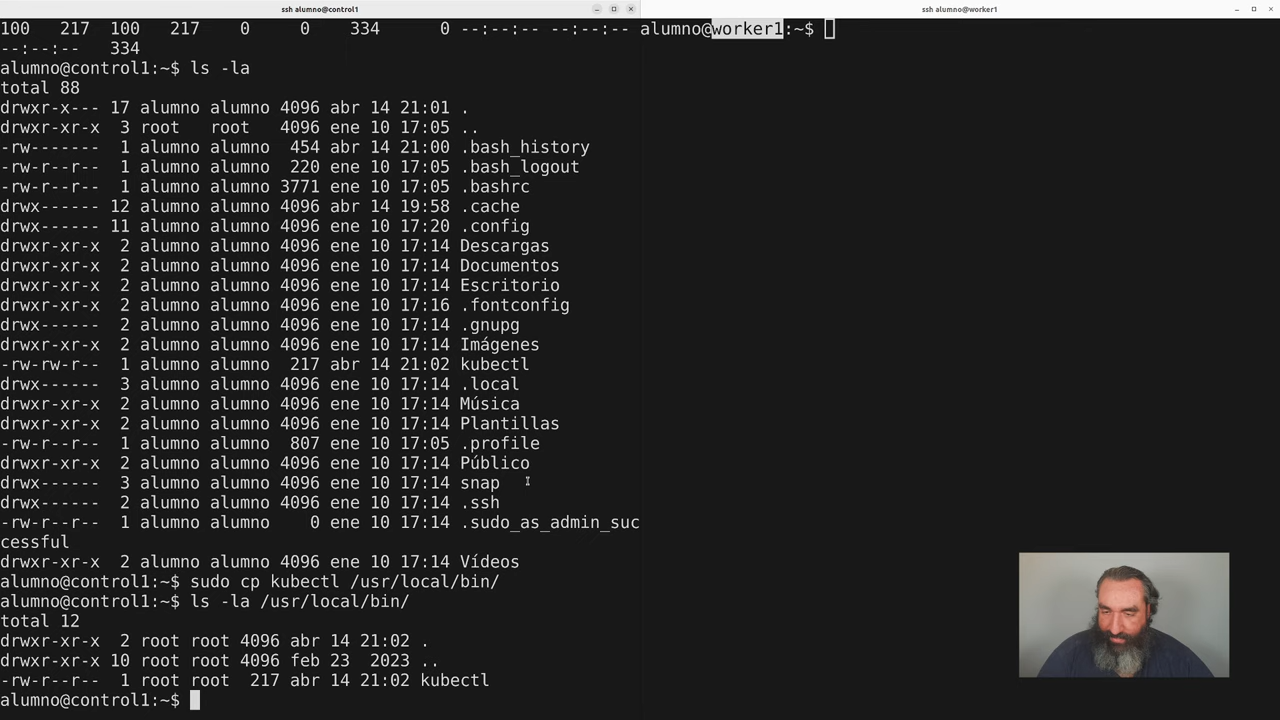 ssh alumno@control1
100   217  100   217    0     0    334      0 --:--:-- --:--:--
--:--:--   334
alumno@control1:~$ ls -la
total 88
drwxr-x--- 17 alumno alumno 4096 abr 14 21:01 .
drwxr-xr-x  3 root   root   4096 ene 10 17:05 ..
-rw-------  1 alumno alumno  454 abr 14 21:00 .bash_history
-rw-r--r--  1 alumno alumno  220 ene 10 17:05 .bash_logout
-rw-r--r--  1 alumno alumno 3771 ene 10 17:05 .bashrc
drwx------ 12 alumno alumno 4096 abr 14 19:58 .cache
drwx------ 11 alumno alumno 4096 ene 10 17:20 .config
drwxr-xr-x  2 alumno alumno 4096 ene 10 17:14 Descargas
drwxr-xr-x  2 alumno alumno 4096 ene 10 17:14 Documentos
drwxr-xr-x  2 alumno alumno 4096 ene 10 17:14 Escritorio
drwxr-xr-x  2 alumno alumno 4096 ene 10 17:16 .fontconfig
drwx------  2 alumno alumno 4096 ene 10 17:14 .gnupg
drwxr-xr-x  2 alumno alumno 4096 ene 10 17:14 Imágenes
-rw-rw-r--  1 alumno alumno  217 abr 14 21:02 kubectl
drwx------  3 alumno alumno 4096 ene 10 17:14 .local
drwxr-xr-x  2 alumno alumno 4096 ene 10 17:14 Música
drwxr-xr-x  2 alumno alumno 4096 ene 10 17:14 Plantillas
-rw-r--r--  1 alumno alumno  807 ene 10 17:05 .profile
drwxr-xr-x  2 alumno alumno 4096 ene 10 17:14 Público
drwx------  3 alumno alumno 4096 ene 10 17:14 snap
drwx------  2 alumno alumno 4096 ene 10 17:14 .ssh
-rw-r--r--  1 alumno alumno    0 ene 10 17:14 .sudo_as_admin_suc
cessful
drwxr-xr-x  2 alumno alumno 4096 ene 10 17:14 Vídeos
alumno@control1:~$ sudo cp kubectl /usr/local/bin/
alumno@control1:~$ ls -la /usr/local/bin/
total 12
drwxr-xr-x  2 root root 4096 abr 14 21:02 .
drwxr-xr-x 10 root root 4096 feb 23  2023 ..
-rw-r--r--  1 root root  217 abr 14 21:02 kubectl
alumno@control1:~$
ssh alumno@worker1
alumno@worker1:~$